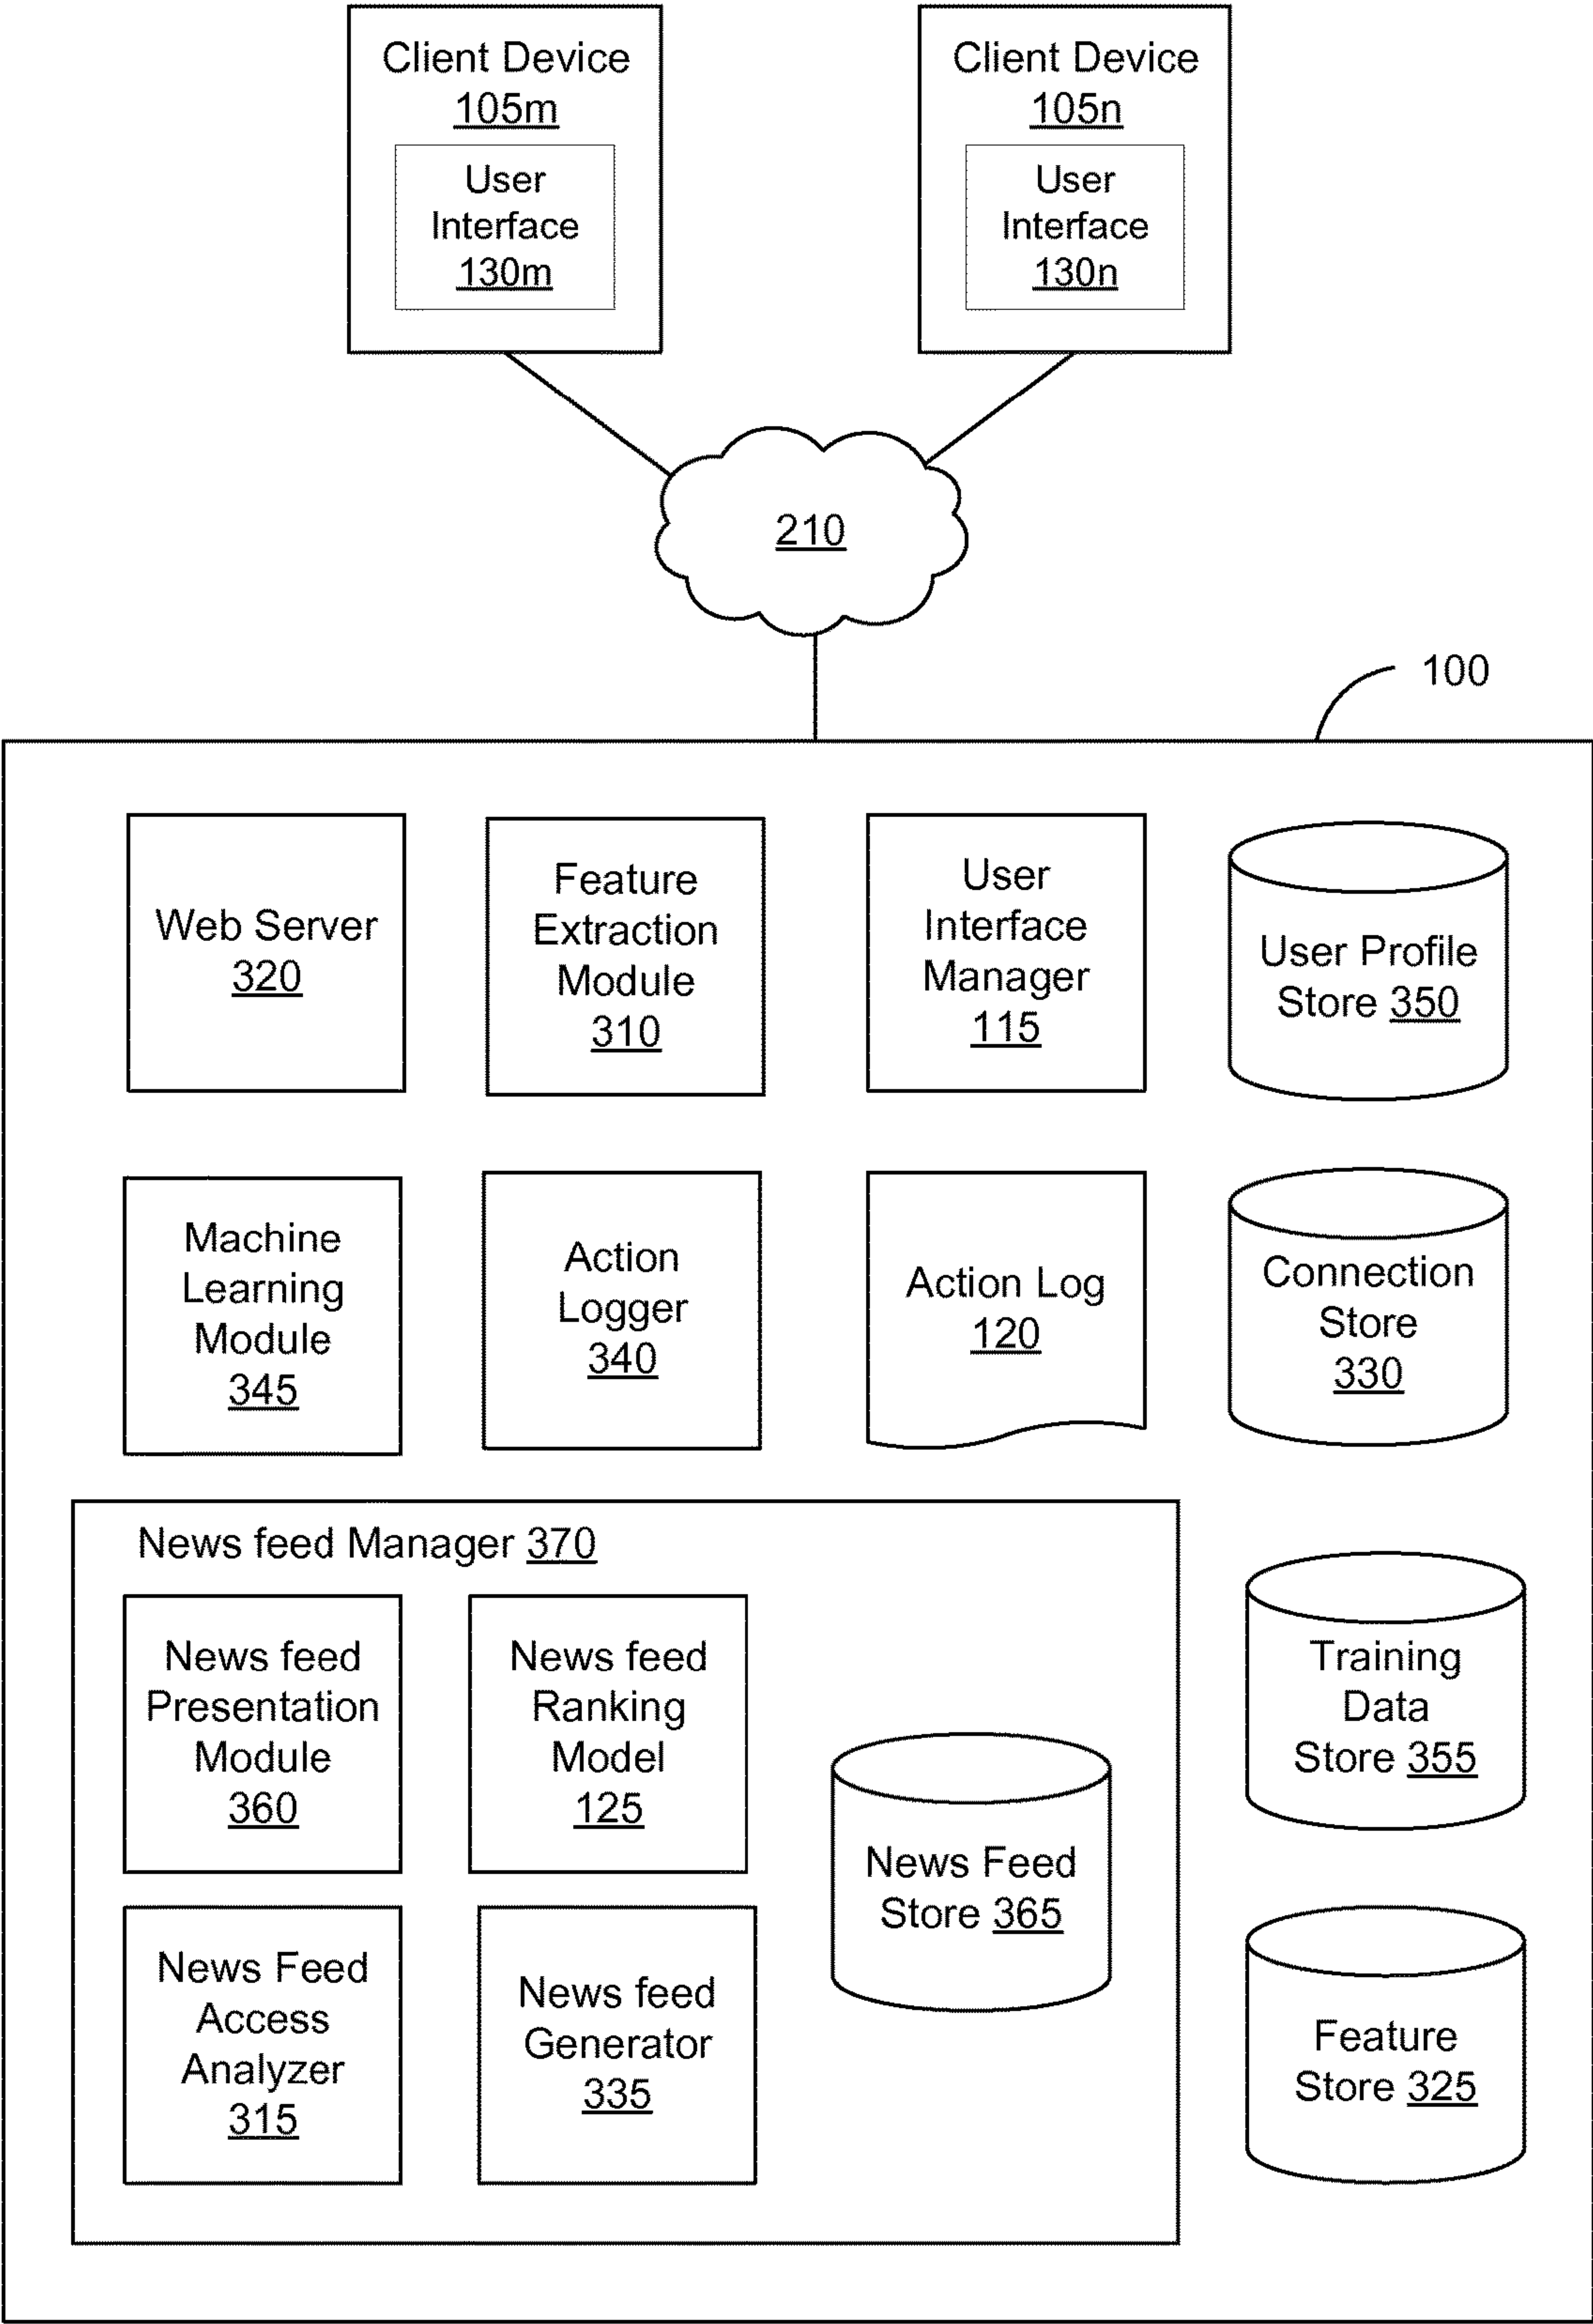 Client Device
105m
User
Interface
130m
Client Device
105n
User
Interface
130n
210
100
Web Server
320
Feature
Extraction
Module
310
User
Interface
Manager
115
User Profile
Store 350
Machine
Learning
Module
345
Action
Logger
340
Action Log
120
Connection
Store
330
News feed Manager 370
News feed
Presentation
Module
360
News feed
Ranking
Model
125
News Feed
Store 365
Training
Data
Store 355
News Feed
Access
Analyzer
315
News feed
Generator
335
Feature
Store 325